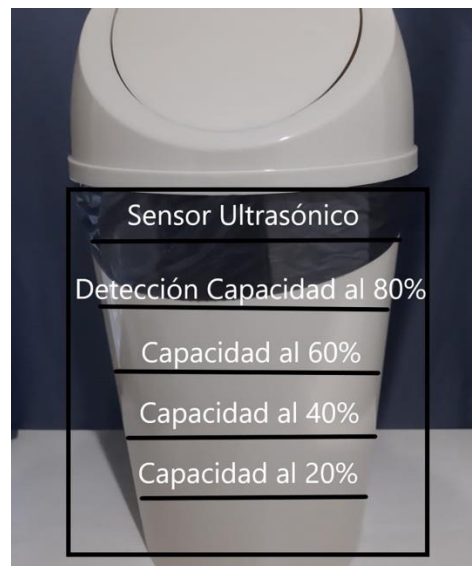 Sensor Ultrasónico
Detección Capacidad al 80%
Capacidad al 60%
Capacidad al 40%
Capacidad al 20%